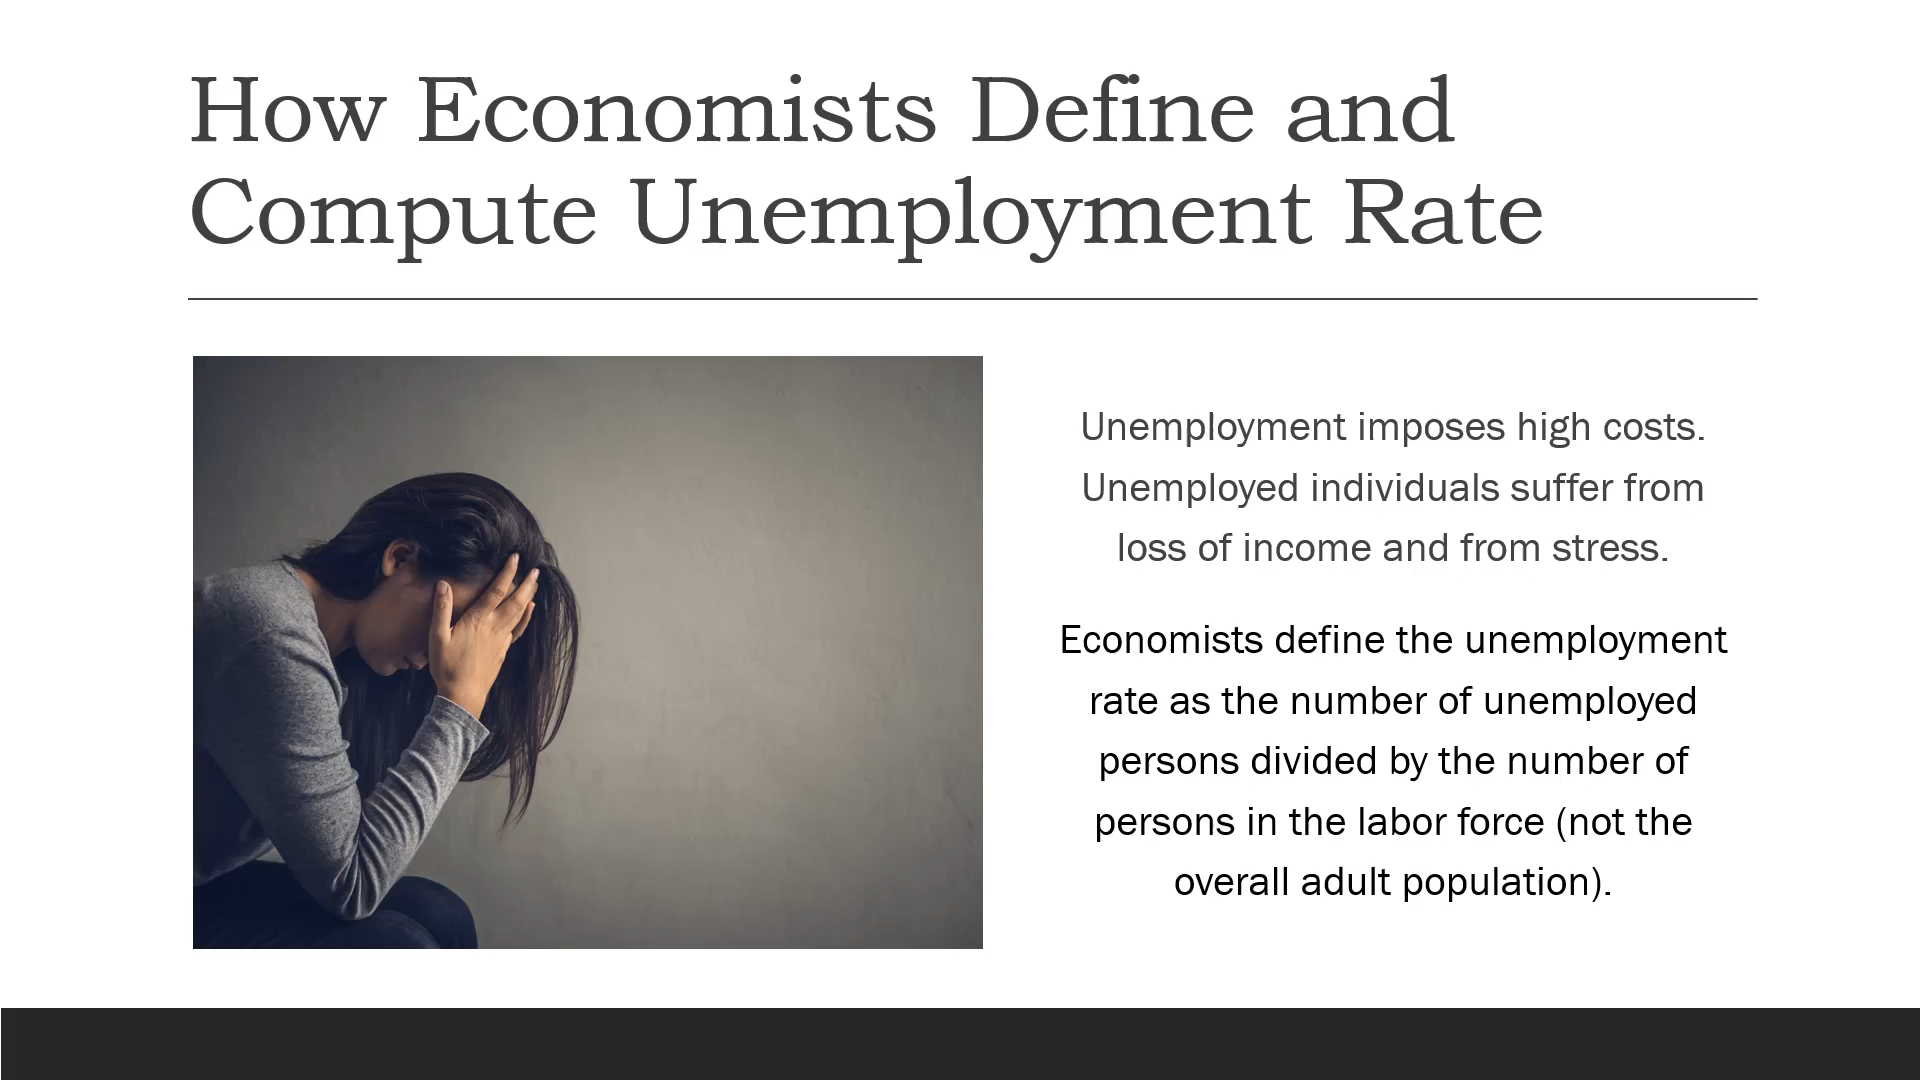 How Economists Define and
Compute Unemployment Rate
Unemployment imposes high costs.
Unemployed individuals suffer from
loss of income and from stress.
Economists define the unemployment
rate as the number of unemployed
persons divided by the number of
persons in the labor force (not the
overall adult population).